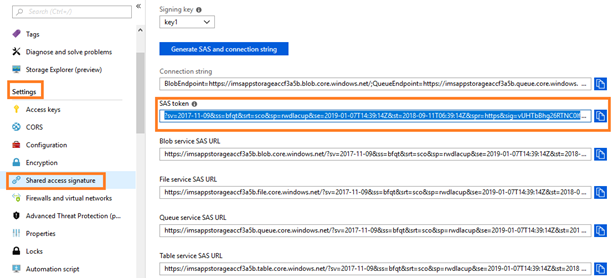 Search (Ctrl+/)
«
Tags
Diagnose and solve problems
Storage Explorer (preview)
Settings
Access keys
CORS
Configuration
Encryption
Shared access signature
Firewalls and virtual networks
Advanced Threat Protection (p...
Properties
Locks
Automation script
Signing key
key1
Generate SAS and connection string
Connection string
BlobEndpoint=https://imsappstorageaccf3a5b.blob.core.windows.net/;QueueEndpoint=https://imsappstorageaccf3a5b.queue.core.windows. ...
SAS token
?sv=2017-11-09&ss=bfqt&srt=sco&sp=rwdlacup&se=2019-01-07T14:39:14Z&st=2018-09-11T06:39:14Z&spr=https&sig=vUHTbBhg26RTNC0If ...
Blob service SAS URL
https://imsappstorageaccf3a5b.blob.core.windows.net/?sv=2017-11-09&ss=bfqt&srt=sco&sp=rwdlacup&se=2019-01-07T14:39:14Z&st=2018- ...
File service SAS URL
https://imsappstorageaccf3a5b.file.core.windows.net/?sv=2017-11-09&ss=bfqt&srt=sco&sp=rwdlacup&se=2019-01-07T14:39:14Z&st=2018-0 ...
Queue service SAS URL
https://imsappstorageaccf3a5b.queue.core.windows.net/?sv=2017-11-09&ss=bfqt&srt=sco&sp=rwdlacup&se=2019-01-07T14:39:14Z&st=201 ...
Table service SAS URL
https://imsappstorageaccf3a5b.table.core.windows.net/?sv=2017-11-09&ss=bfqt&srt=sco&sp=rwdlacup&se=2019-01-07T14:39:14Z&st=2018 ...